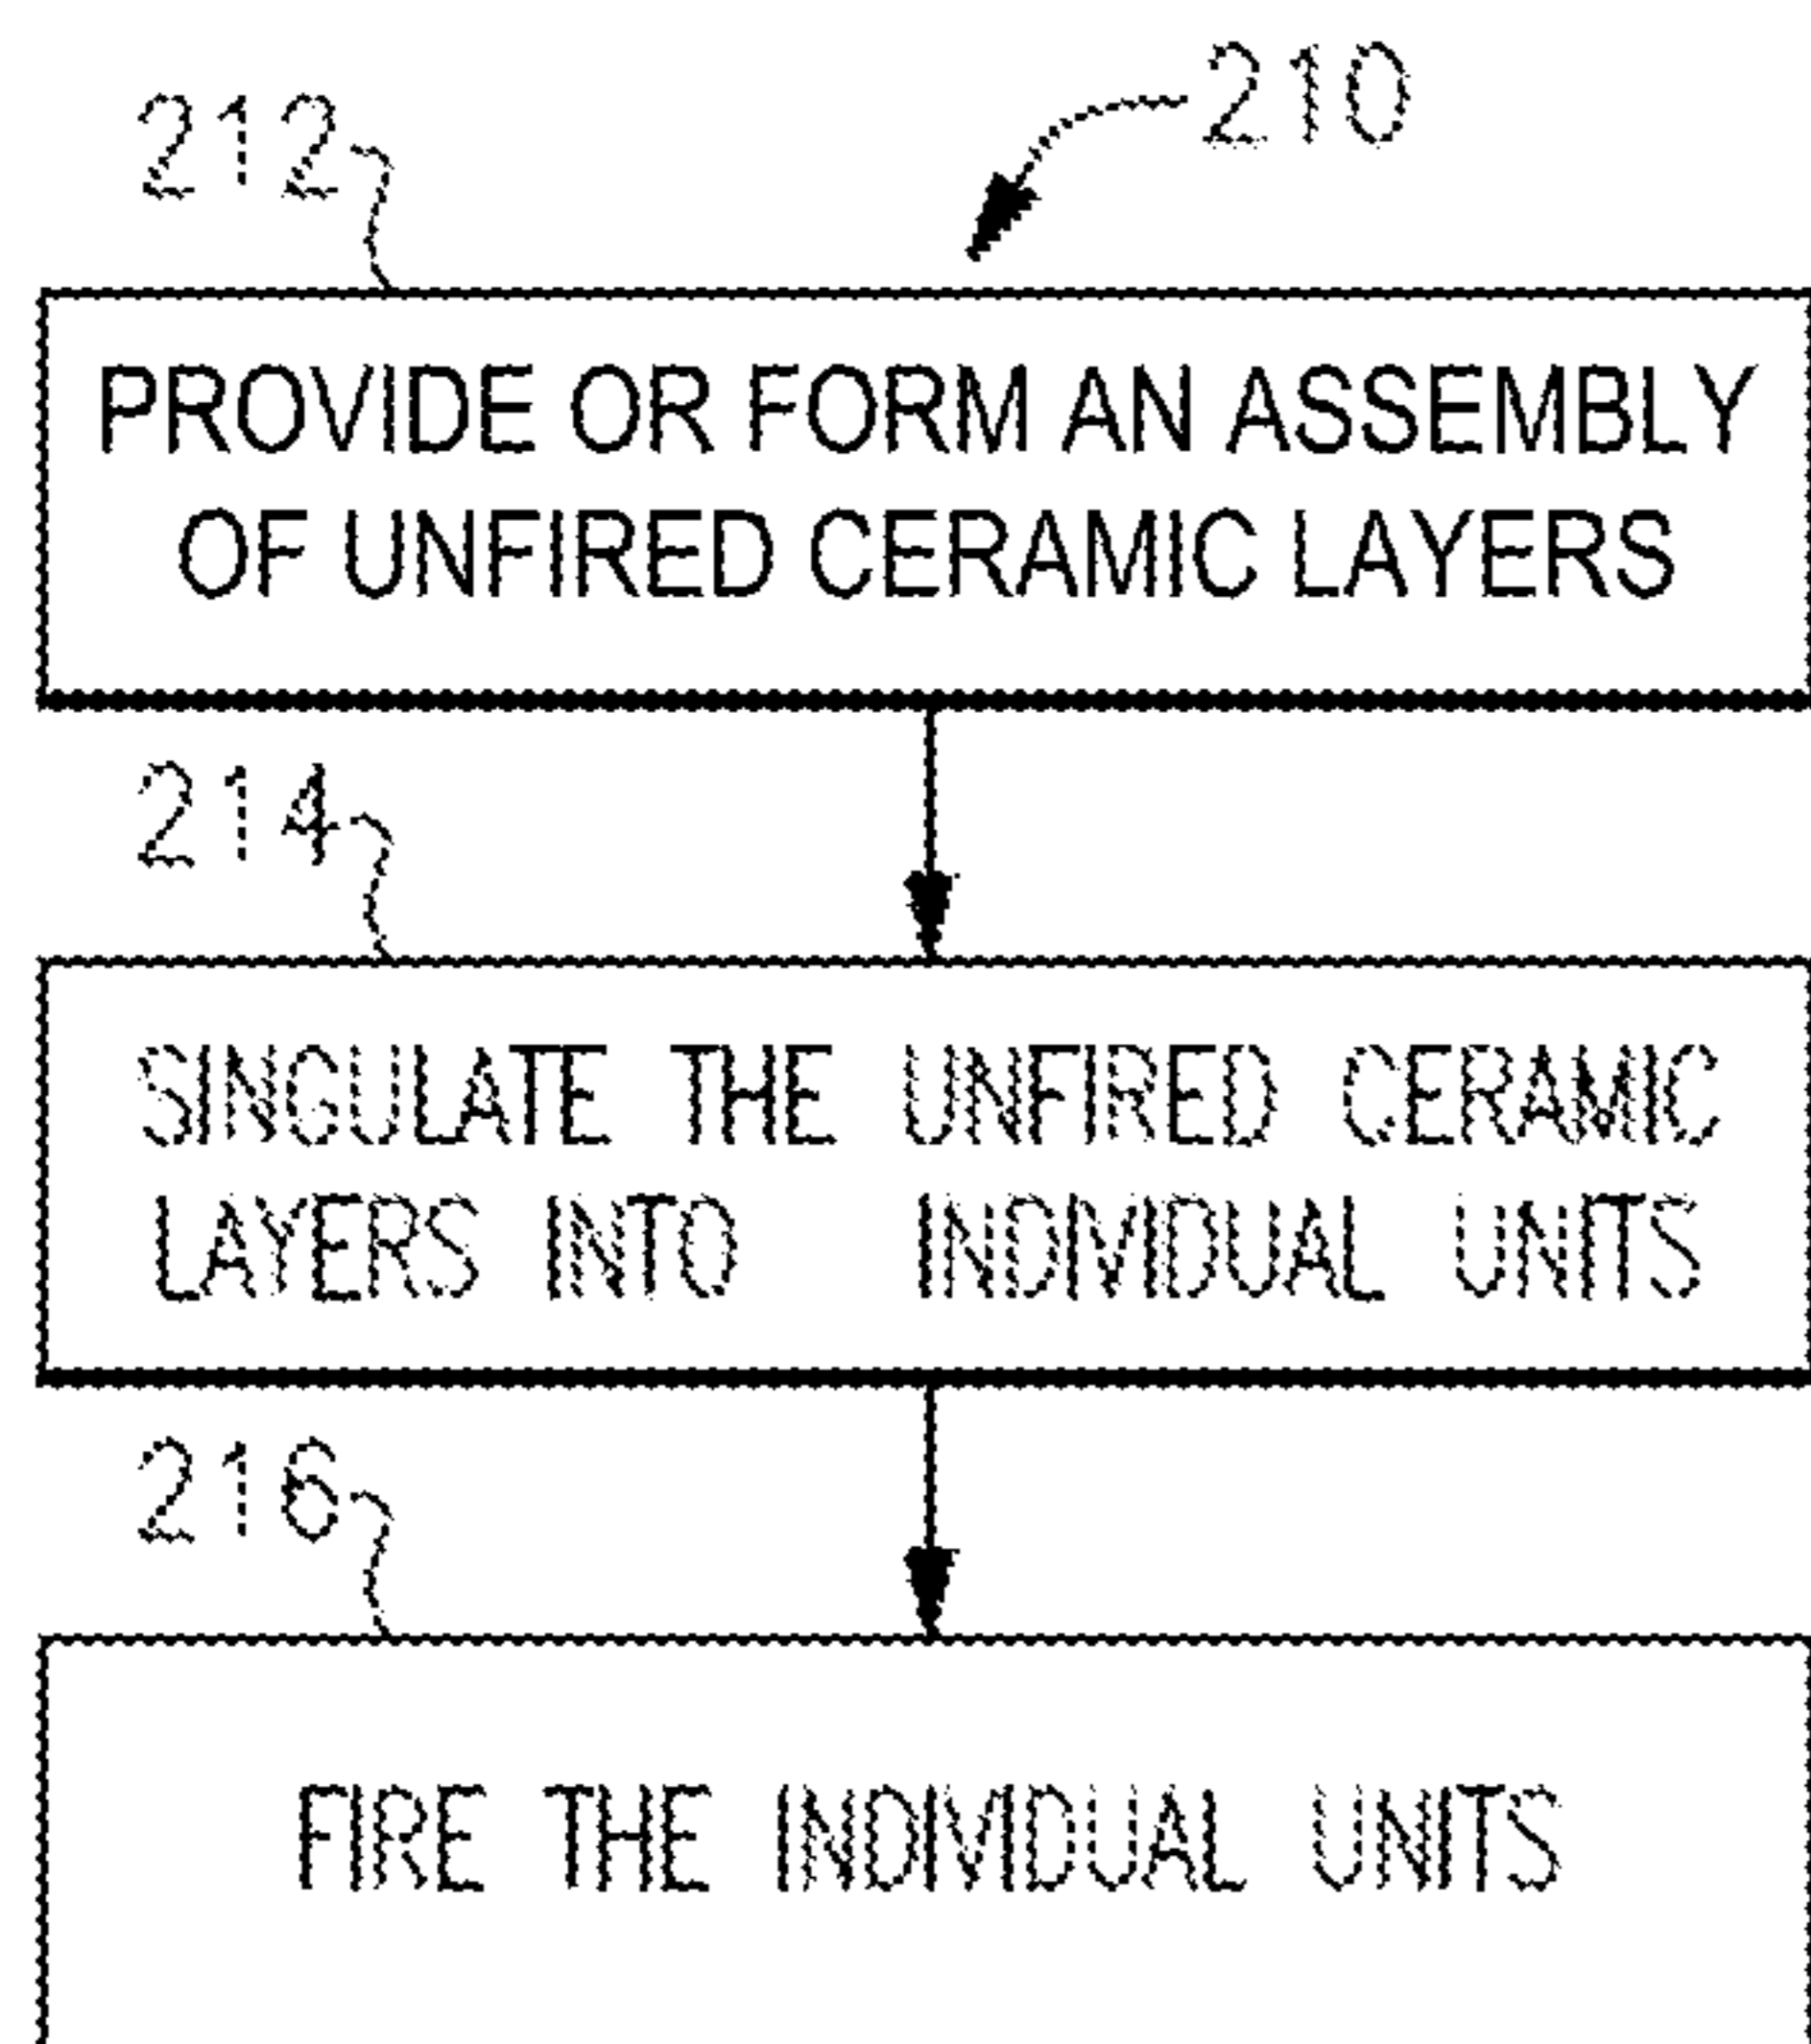 210
212
PROVIDE OR FORM AN ASSEMBLY
OF UNFIRED CERAMIC LAYERS
214
SINGULATE THE UNFIRED CERAMIC
LAYERS INTO INDIVIDUAL UNITS
216
FIRE THE INDIVIDUAL UNITS